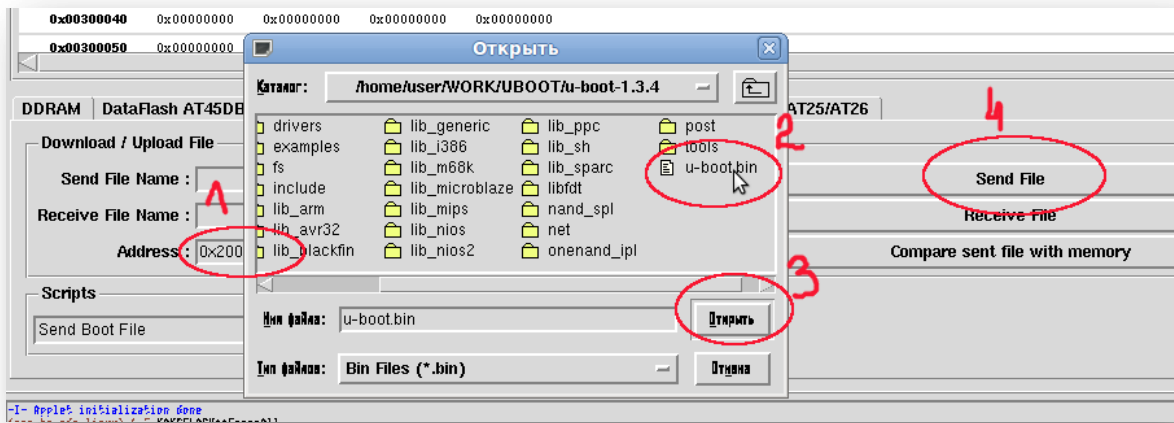 0x00300040 0x00000000 0x00000000 0x00000000 0x00000000
0x00300050 0x00000000
Открыть
Каталог: /home/user/WORK/UBOOT/u-boot-1.3.4
DDRAM DataFlash AT45DB AT25/AT26
drivers lib_generic lib_ppc post
examples lib_i386 lib_sh tools
fs lib_m68k lib_sparc u-boot.bin
include lib_microblaze libfdt
lib_arm lib_mips nand_spl
lib_avr32 lib_nios net
lib_blackfin lib_nios2 onenand_ipl
Download / Upload File
Send File Name :
Receive File Name :
Address : 0x200
1
2
3
4
Send File
Receive File
Compare sent file with memory
Scripts
Send Boot File
Имя файла: u-boot.bin Открыть
Тип файлов: Bin Files (*.bin) Отмена
-I- Applet initialization done